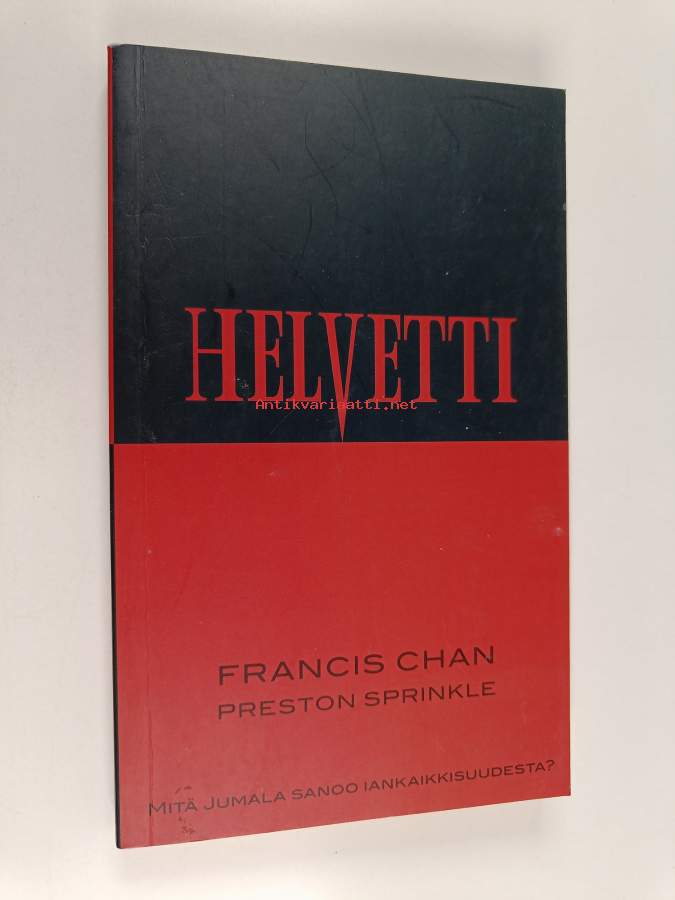 HELVETTI
Antikvariaatti.net
FRANCIS CHAN
PRESTON SPRINKLE
MITÄ JUMALA SANOO IANKAIKKISUUDESTA?